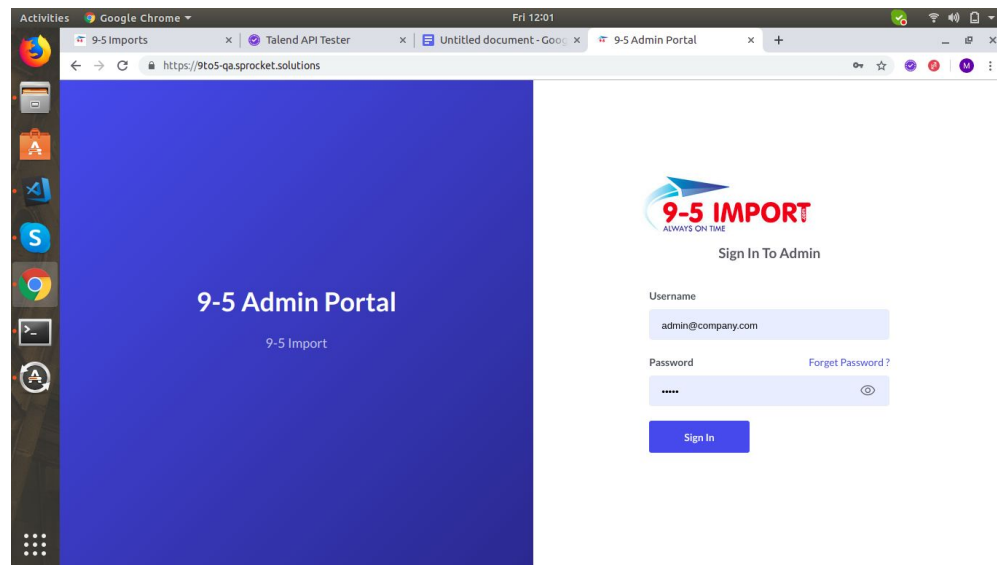 Activities
Google Chrome
Fri 12:01
9-5 Imports
Talend API Tester
Untitled document - Goog
9-5 Admin Portal
https://9to5-qa.sprocket.solutions
M
S
9-5 Admin Portal
9-5 Import
9-5 IMPORT
ALWAYS ON TIME
Sign In To Admin
Username
admin@company.com
Password
Forget Password ?
•••••
Sign In